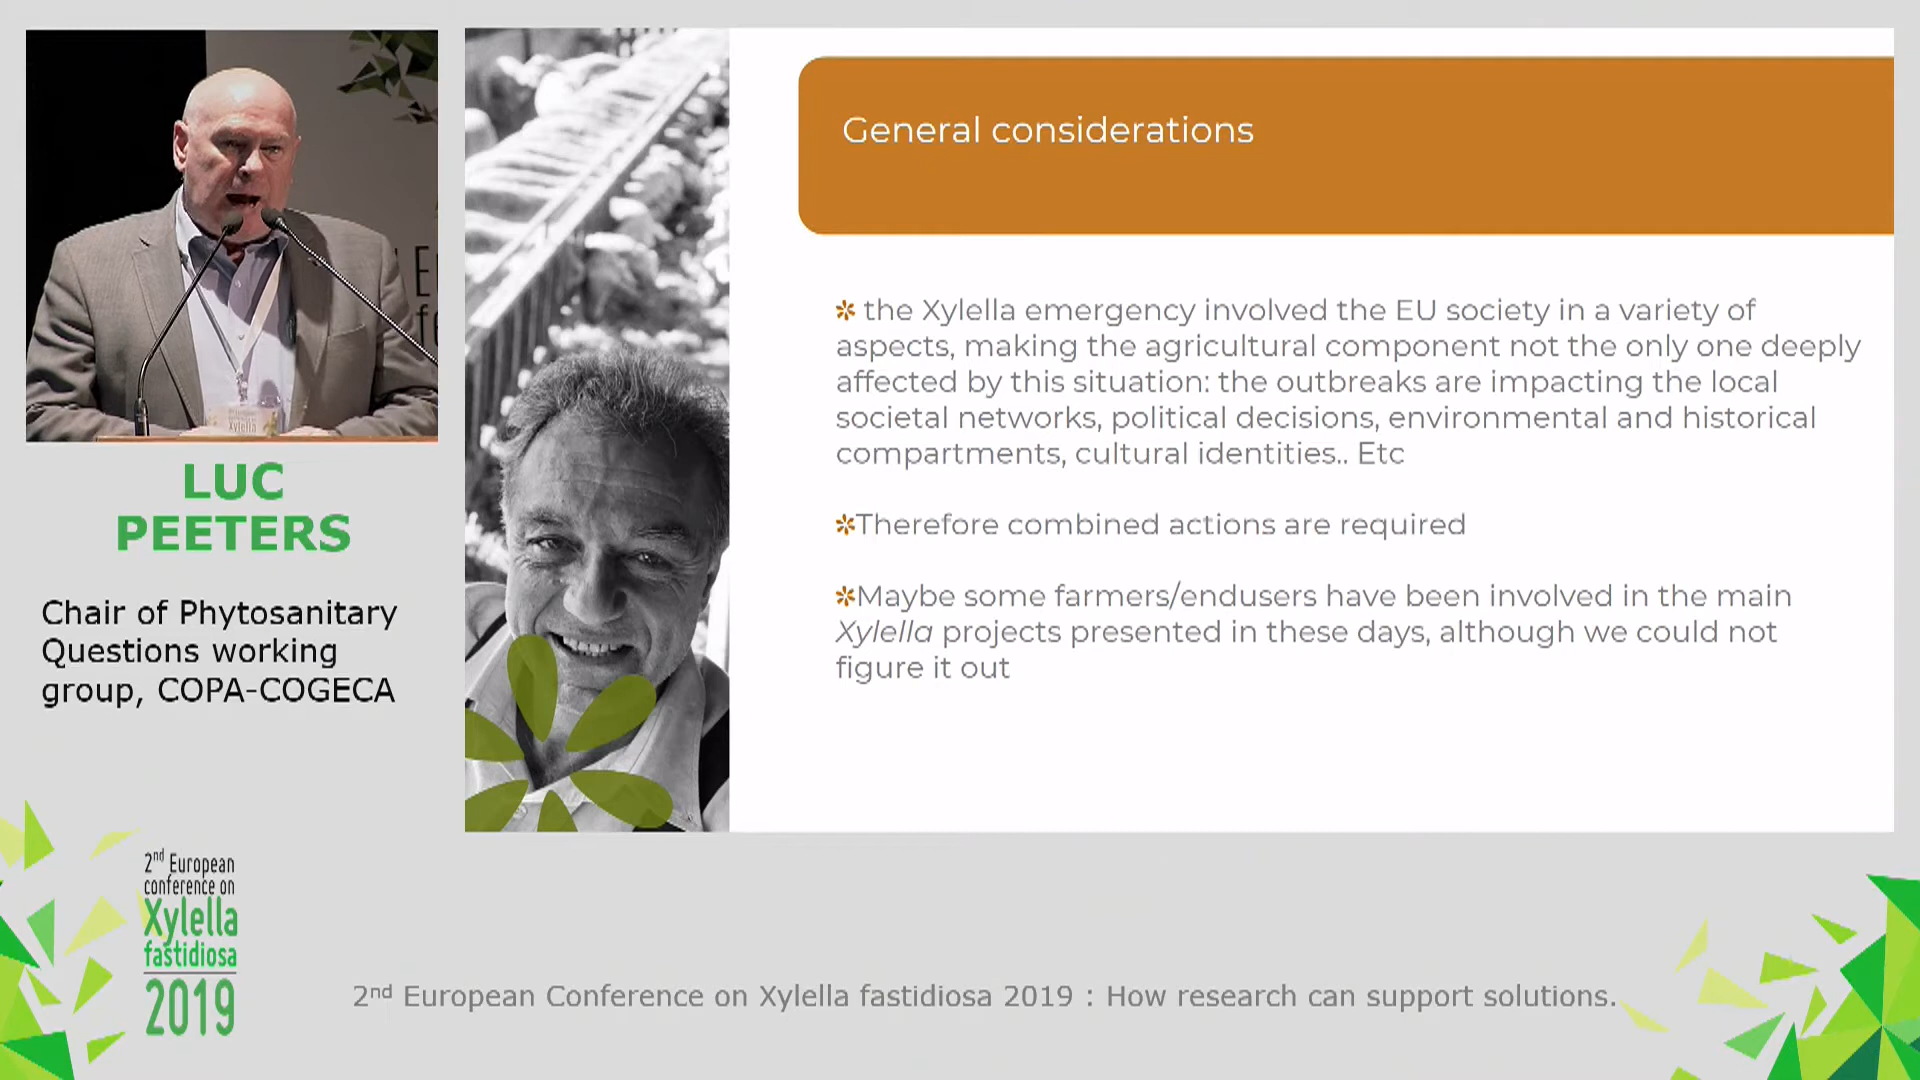 LUC
PEETERS
Chair of Phytosanitary
Questions working
group, COPA-COGECA
General considerations
✲ the Xylella emergency involved the EU society in a variety of
aspects, making the agricultural component not the only one deeply
affected by this situation: the outbreaks are impacting the local
societal networks, political decisions, environmental and historical
compartments, cultural identities.. Etc
✲Therefore combined actions are required
✲Maybe some farmers/endusers have been involved in the main
Xylella projects presented in these days, although we could not
figure it out
2nd European
conference on
Xylella
fastidiosa
2019
2nd European Conference on Xylella fastidiosa 2019 : How research can support solutions.